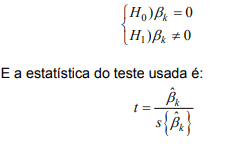 H₀)βₖ = 0
H₁)βₖ ≠ 0
E a estatística do teste usada é:
t = β̂ₖ / s{β̂ₖ}